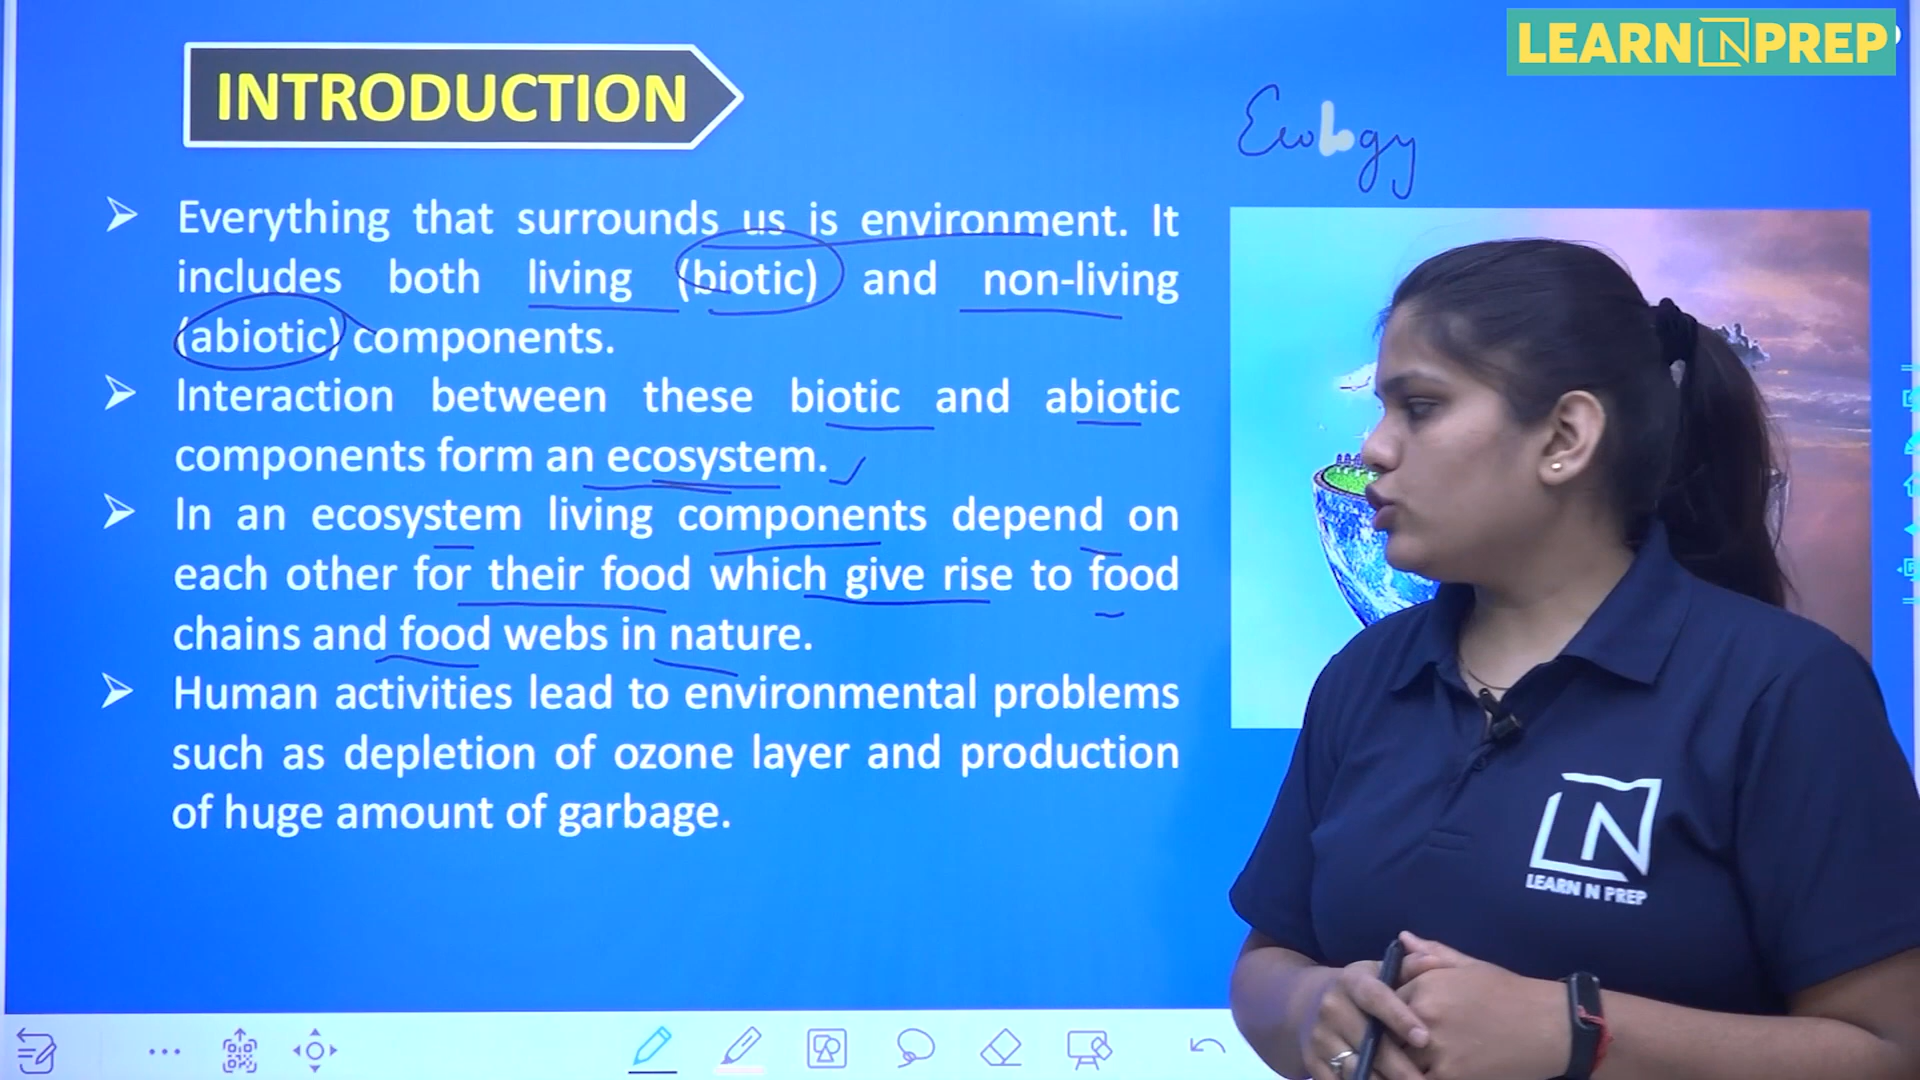 LEARN N PREP
INTRODUCTION
Ecology
➢ Everything that surrounds us is environment. It
includes both living (biotic) and non-living
(abiotic) components.
➢ Interaction between these biotic and abiotic
components form an ecosystem.
➢ In an ecosystem living components depend on
each other for their food which give rise to food
chains and food webs in nature.
➢ Human activities lead to environmental problems
such as depletion of ozone layer and production
of huge amount of garbage.
LN
LEARN N PREP